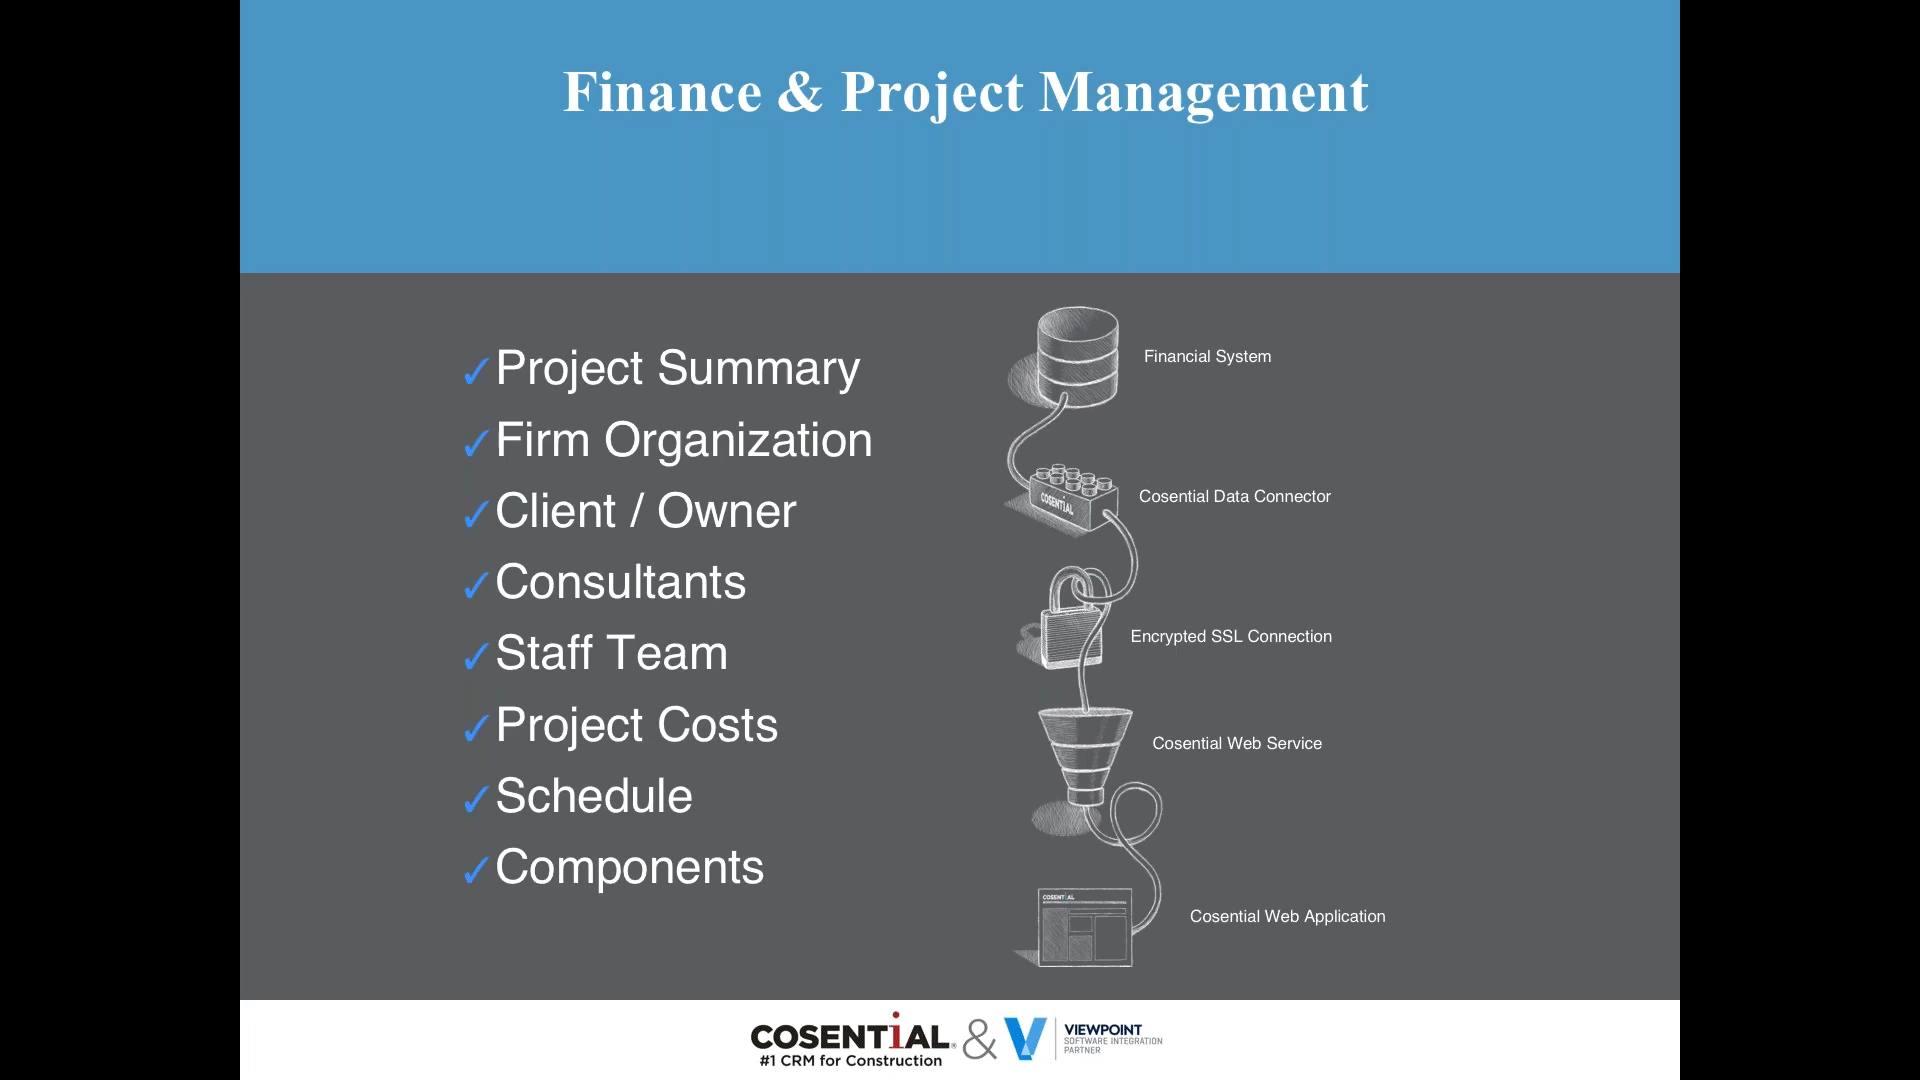 Finance & Project Management
✓Project Summary
✓Firm Organization
✓Client / Owner
✓Consultants
✓Staff Team
✓Project Costs
✓Schedule
✓Components
Financial System
COSENTiAL
Cosential Data Connector
Encrypted SSL Connection
Cosential Web Service
COSENTiAL
Cosential Web Application
COSENTiAL®
#1 CRM for Construction
&
VIEWPOINT
SOFTWARE INTEGRATION
PARTNER